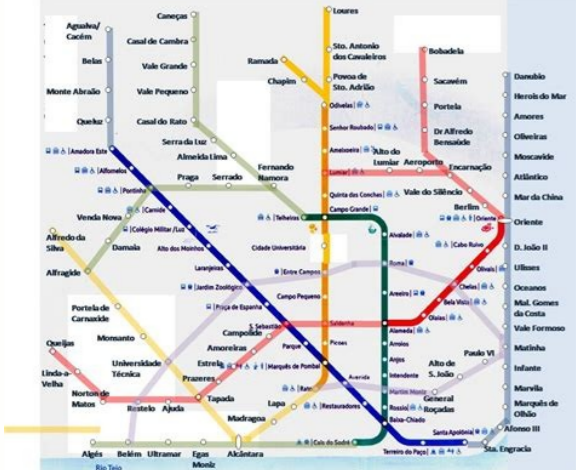 Loures
Caneças
Agualva/
Cacém
Casal de Cambra
Sto. Antonio
dos Cavaleiros
Bobadela
Belas
Vale Grande
Ramada
Chapim
Povoa de
Sto. Adrião
Sacavém
Danubio
Monte Abraão
Vale Pequeno
Herois do Mar
Odivelas
Portela
Queluz
Casal do Rato
Amores
Senhor Roubado
Dr Alfredo
Bensaúde
Oliveiras
Serra da Luz
Amadora Este
Almeida Lima
Ameixoeira
Alto do
Lumiar
Aeroporto
Moscavide
Alfornelos
Fernando
Namora
Lumiar
Encarnação
Atlântico
Praga
Serrado
Pontinha
Quinta das Conchas
Vale do Silêncio
Mar da China
Berlim
Venda Nova
Carnide
Telheiras
Campo Grande
Oriente
Oriente
Colégio Militar/Luz
Alfredo da
Silva
Damaia
Alto dos Moinhos
Cidade Universitária
Alvalade
Cabo Ruivo
D. João II
Laranjeiras
Roma
Olivais
Ulisses
Alfragide
Entre Campos
Jardim Zoológico
Chelas
Oceanos
Campo Pequeno
Areeiro
Bela Vista
Portela de
Carnaxide
Praça de Espanha
Mal. Gomes
da Costa
Olaias
S. Sebastião
Saldanha
Alameda
Vale Formoso
Monsanto
Campolide
Parque
Picoas
Arroios
Queijas
Amoreiras
Matinha
Anjos
Paulo VI
Universidade
Técnica
Estrela
Marquês de Pombal
Alto de
S. João
Infante
Linda-a-
Velha
Prazeres
Avenida
Intendente
Rato
Martim Moniz
Marvila
Norton de
Matos
Restelo
Ajuda
Tapada
Lapa
Restauradores
Rossio
General
Roçadas
Marquês de
Olhão
Madragoa
Baixa-Chiado
Santa Apolónia
Afonso III
Cais do Sodré
Terreiro do Paço
Sta. Engracia
Algés
Belém
Ultramar
Egas
Moniz
Alcântara
Rio Tejo